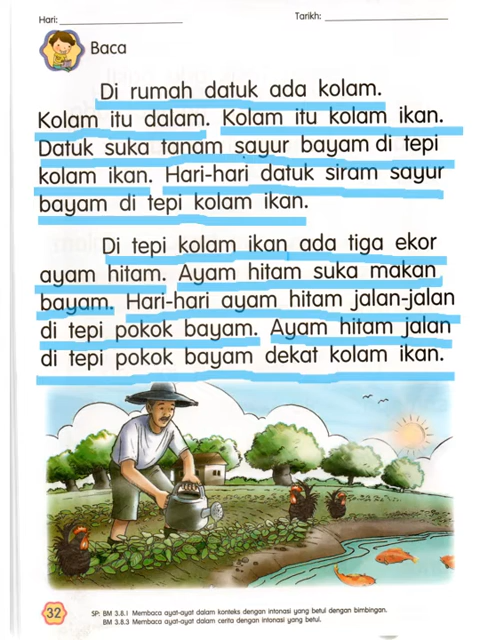 Hari:
Tarikh:
Baca
Di rumah datuk ada kolam.
Kolam itu dalam. Kolam itu kolam ikan.
Datuk suka tanam sayur bayam di tepi
kolam ikan. Hari-hari datuk siram sayur
bayam di tepi kolam ikan.
Di tepi kolam ikan ada tiga ekor
ayam hitam. Ayam hitam suka makan
bayam. Hari-hari ayam hitam jalan-jalan
di tepi pokok bayam. Ayam hitam jalan
di tepi pokok bayam dekat kolam ikan.
32
SP: BM 3.8.1 Membaca ayat-ayat dalam konteks dengan intonasi yang betul dengan bimbingan.
BM 3.8.3 Membaca ayat-ayat dalam cerita dengan intonasi yang betul.